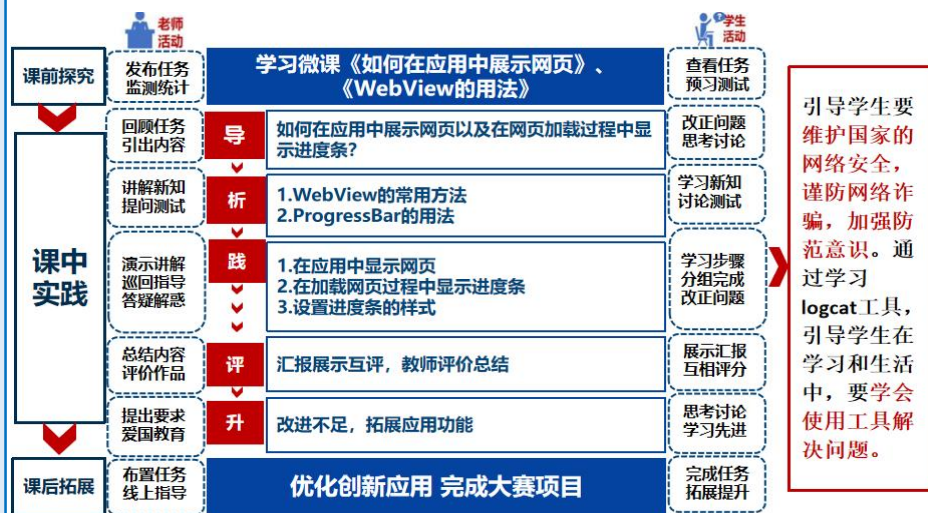 老师
活动
学生
活动
课前探究
发布任务
监测统计
学习微课《如何在应用中展示网页》、
《WebView的用法》
查看任务
预习测试
课中
实践
回顾任务
引出内容
导
如何在应用中展示网页以及在网页加载过程中显
示进度条？
改正问题
思考讨论
讲解新知
提问测试
析
1.WebView的常用方法
2.ProgressBar的用法
学习新知
讨论测试
演示讲解
巡回指导
答疑解惑
践
1.在应用中显示网页
2.在加载网页过程中显示进度条
3.设置进度条的样式
学习步骤
分组完成
改正问题
总结内容
评价作品
评
汇报展示互评，教师评价总结
展示汇报
互相评分
提出要求
爱国教育
升
改进不足，拓展应用功能
思考讨论
学习先进
课后拓展
布置任务
线上指导
优化创新应用 完成大赛项目
完成任务
拓展提升
引导学生要
维护国家的
网络安全，
谨防网络诈
骗，加强防
范意识。通
过学习
logcat工具，
引导学生在
学习和生活
中，要学会
使用工具解
决问题。